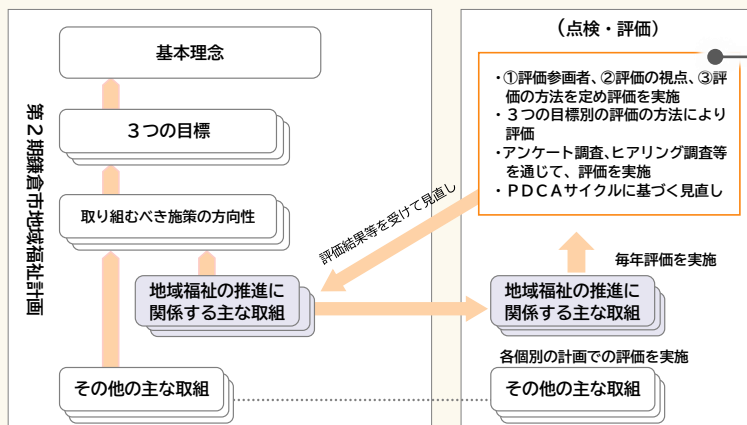 第２期鎌倉市地域福祉計画
基本理念
３つの目標
取り組むべき施策の方向性
地域福祉の推進に
関係する主な取組
その他の主な取組
評価結果等を受けて見直し
(点検・評価)
・①評価参画者、②評価の視点、③評
価の方法を定め評価を実施
・３つの目標別の評価の方法により
評価
・アンケート調査、ヒアリング調査等
を通じて、評価を実施
・ＰＤＣＡサイクルに基づく見直し
毎年評価を実施
地域福祉の推進に
関係する主な取組
各個別の計画での評価を実施
その他の主な取組